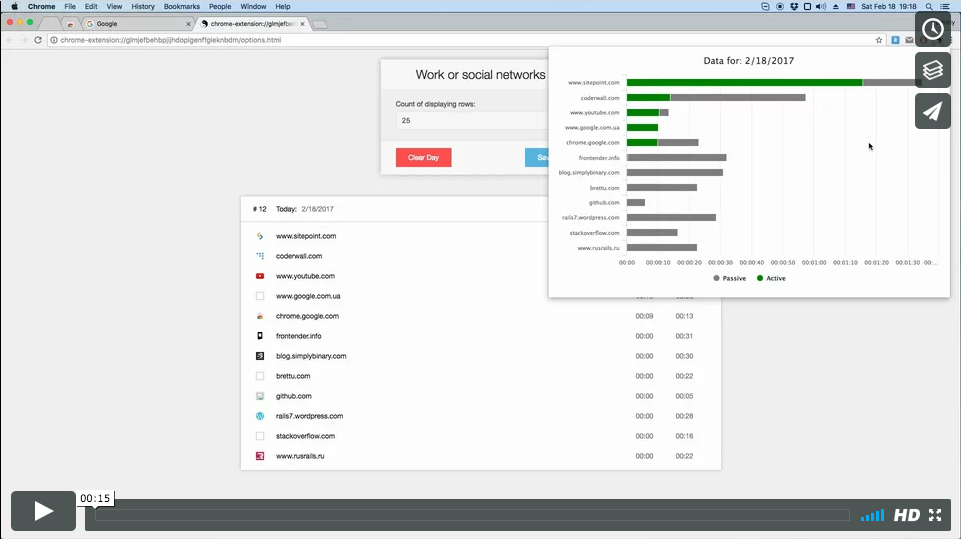 Chrome File Edit View History Bookmarks People Window Help Sat Feb 18 19:18
Google chrome-extension://glmjefbeh
chrome-extension://glmjefbehbpjijhdoplgenffgleknbdm/options.html
Work or social networks
Count of displaying rows:
25
Clear Day Sav
Data for: 2/18/2017
www.sitepoint.com
coderwall.com
www.youtube.com
www.google.com.ua
chrome.google.com
frontender.info
blog.simplybinary.com
brettu.com
github.com
rails7.wordpress.com
stackoverflow.com
www.rusrails.ru
00:00 00:00:10 00:00:20 00:00:30 00:00:40 00:00:50 00:01:00 00:01:10 00:01:20 00:01:30 00:...
Passive Active
# 12 Today: 2/18/2017
www.sitepoint.com
coderwall.com
www.youtube.com
www.google.com.ua
chrome.google.com 00:09 00:13
frontender.info 00:00 00:31
blog.simplybinary.com 00:00 00:30
brettu.com 00:00 00:22
github.com 00:00 00:05
rails7.wordpress.com 00:00 00:28
stackoverflow.com 00:00 00:16
www.rusrails.ru 00:00 00:22
00:15
HD